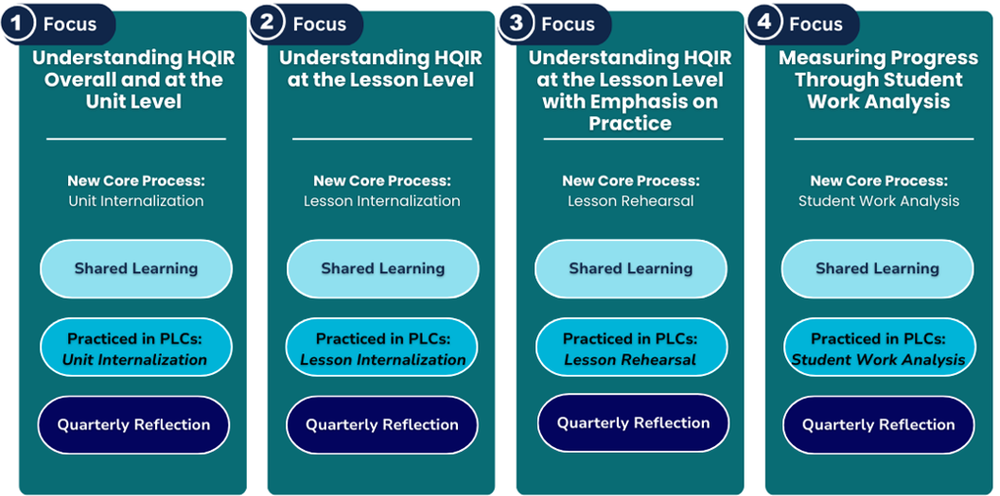 1 Focus
Understanding HQIR
Overall and at the
Unit Level
New Core Process:
Unit Internalization
Shared Learning
Practiced in PLCs:
Unit Internalization
Quarterly Reflection
2 Focus
Understanding HQIR
at the Lesson Level
New Core Process:
Lesson Internalization
Shared Learning
Practiced in PLCs:
Lesson Internalization
Quarterly Reflection
3 Focus
Understanding HQIR
at the Lesson Level
with Emphasis on
Practice
New Core Process:
Lesson Rehearsal
Shared Learning
Practiced in PLCs:
Lesson Rehearsal
Quarterly Reflection
4 Focus
Measuring Progress
Through Student
Work Analysis
New Core Process:
Student Work Analysis
Shared Learning
Practiced in PLCs:
Student Work Analysis
Quarterly Reflection